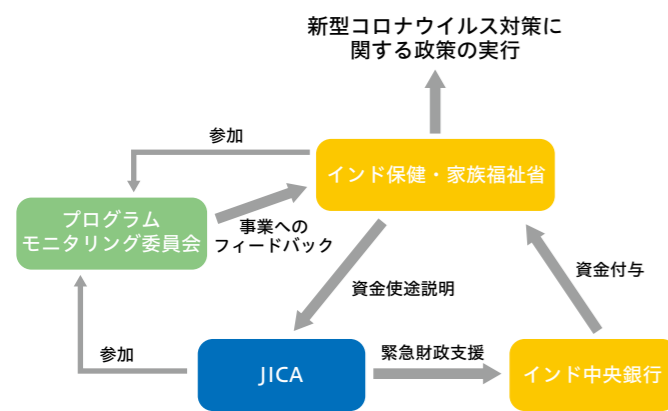 新型コロナウイルス対策に
関する政策の実行
参加
インド保健・家族福祉省
プログラム
モニタリング委員会
事業への
フィードバック
資金使途説明
資金付与
参加
JICA
緊急財政支援
インド中央銀行